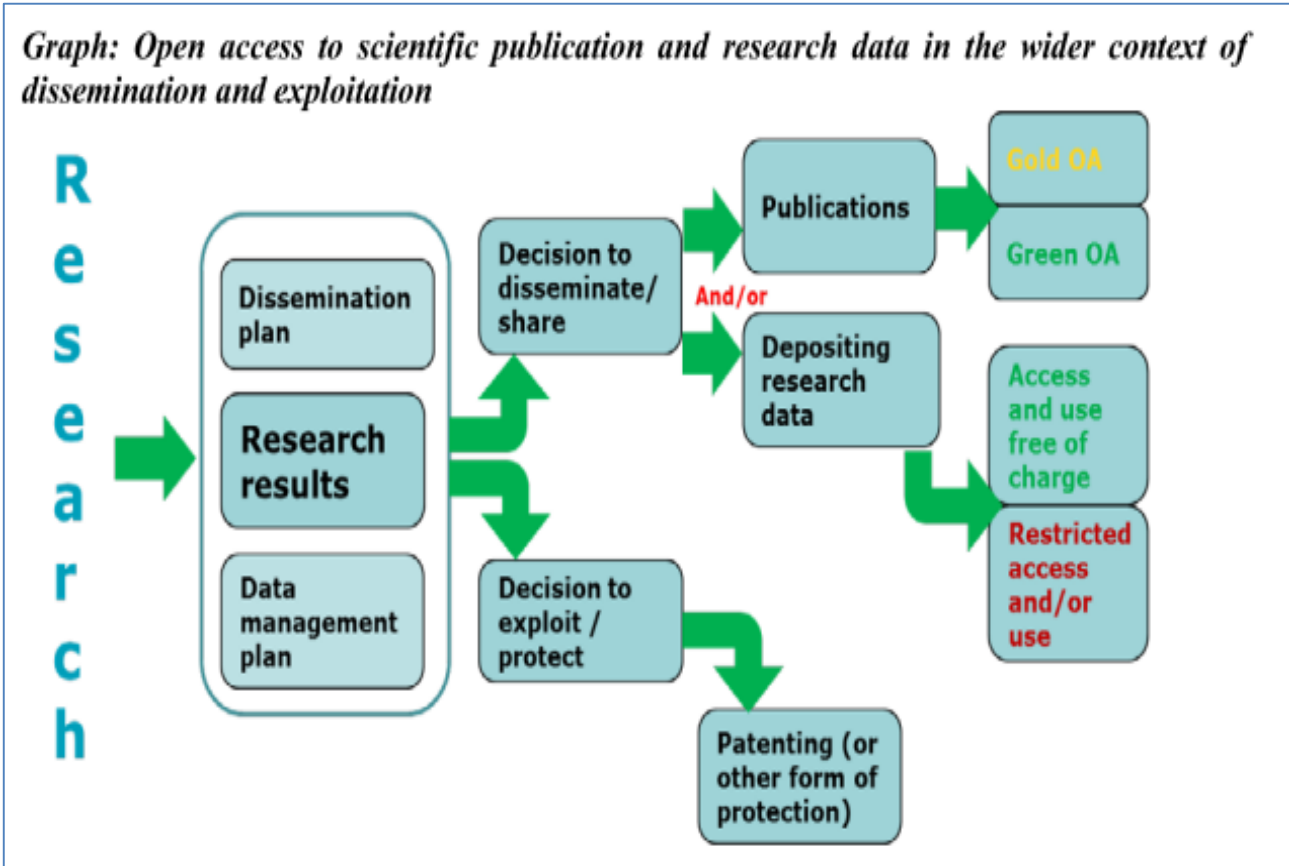 Graph: Open access to scientific publication and research data in the wider context of
dissemination and exploitation
Research
Dissemination
plan
Research
results
Data
management
plan
Decision to
disseminate/
share
And/or
Decision to
exploit /
protect
Publications
Depositing
research
data
Patenting (or
other form of
protection)
Gold OA
Green OA
Access
and use
free of
charge
Restricted
access
and/or
use